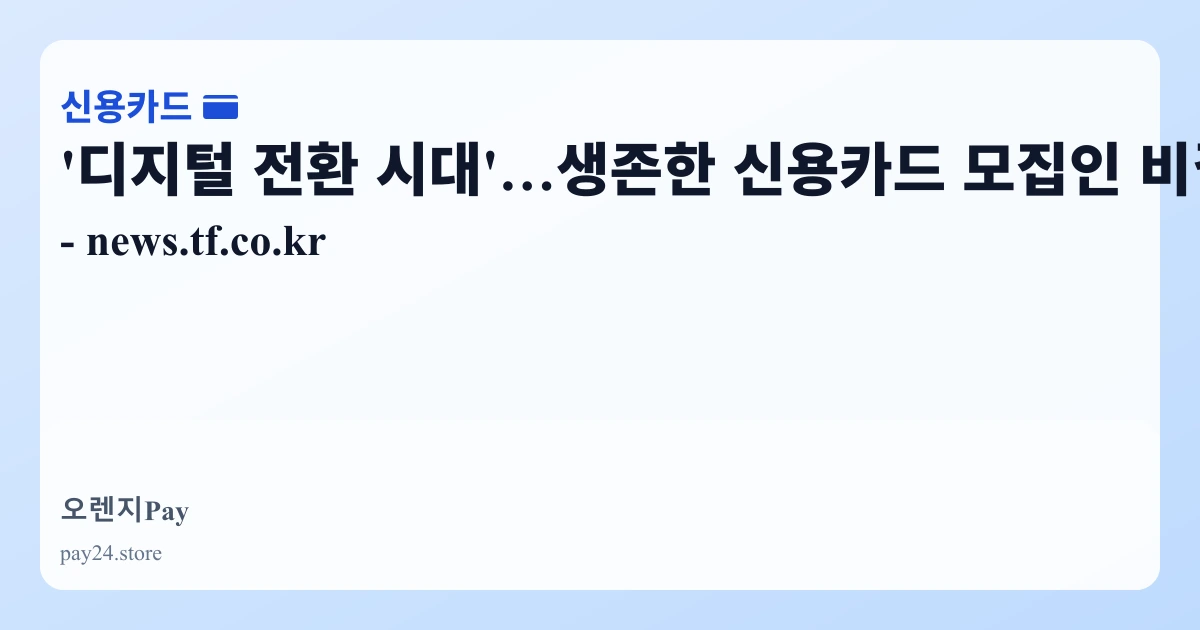 신용카드
'디지털 전환 시대'…생존한 신용카드 모집인
- news.tf.co.kr
오렌지Pay
pay24.store